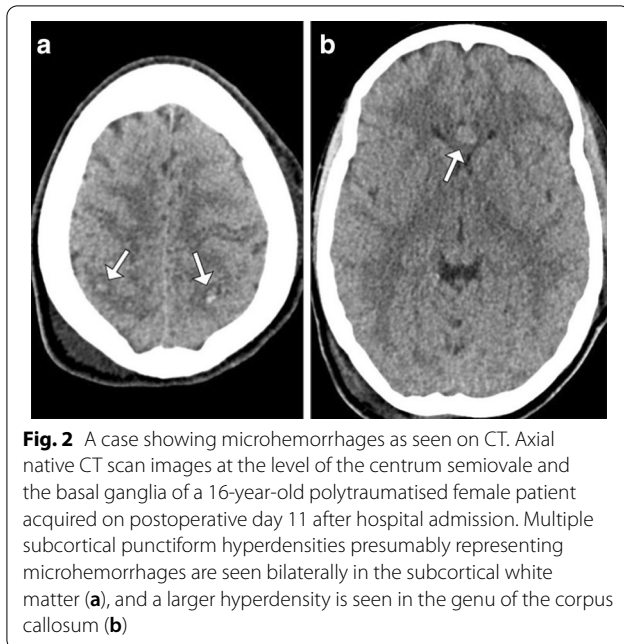 a
b
Fig. 2 A case showing microhemorrhages as seen on CT. Axial
native CT scan images at the level of the centrum semiovale and
the basal ganglia of a 16-year-old polytraumatised female patient
acquired on postoperative day 11 after hospital admission. Multiple
subcortical punctiform hyperdensities presumably representing
microhemorrhages are seen bilaterally in the subcortical white
matter (a), and a larger hyperdensity is seen in the genu of the corpus
callosum (b)